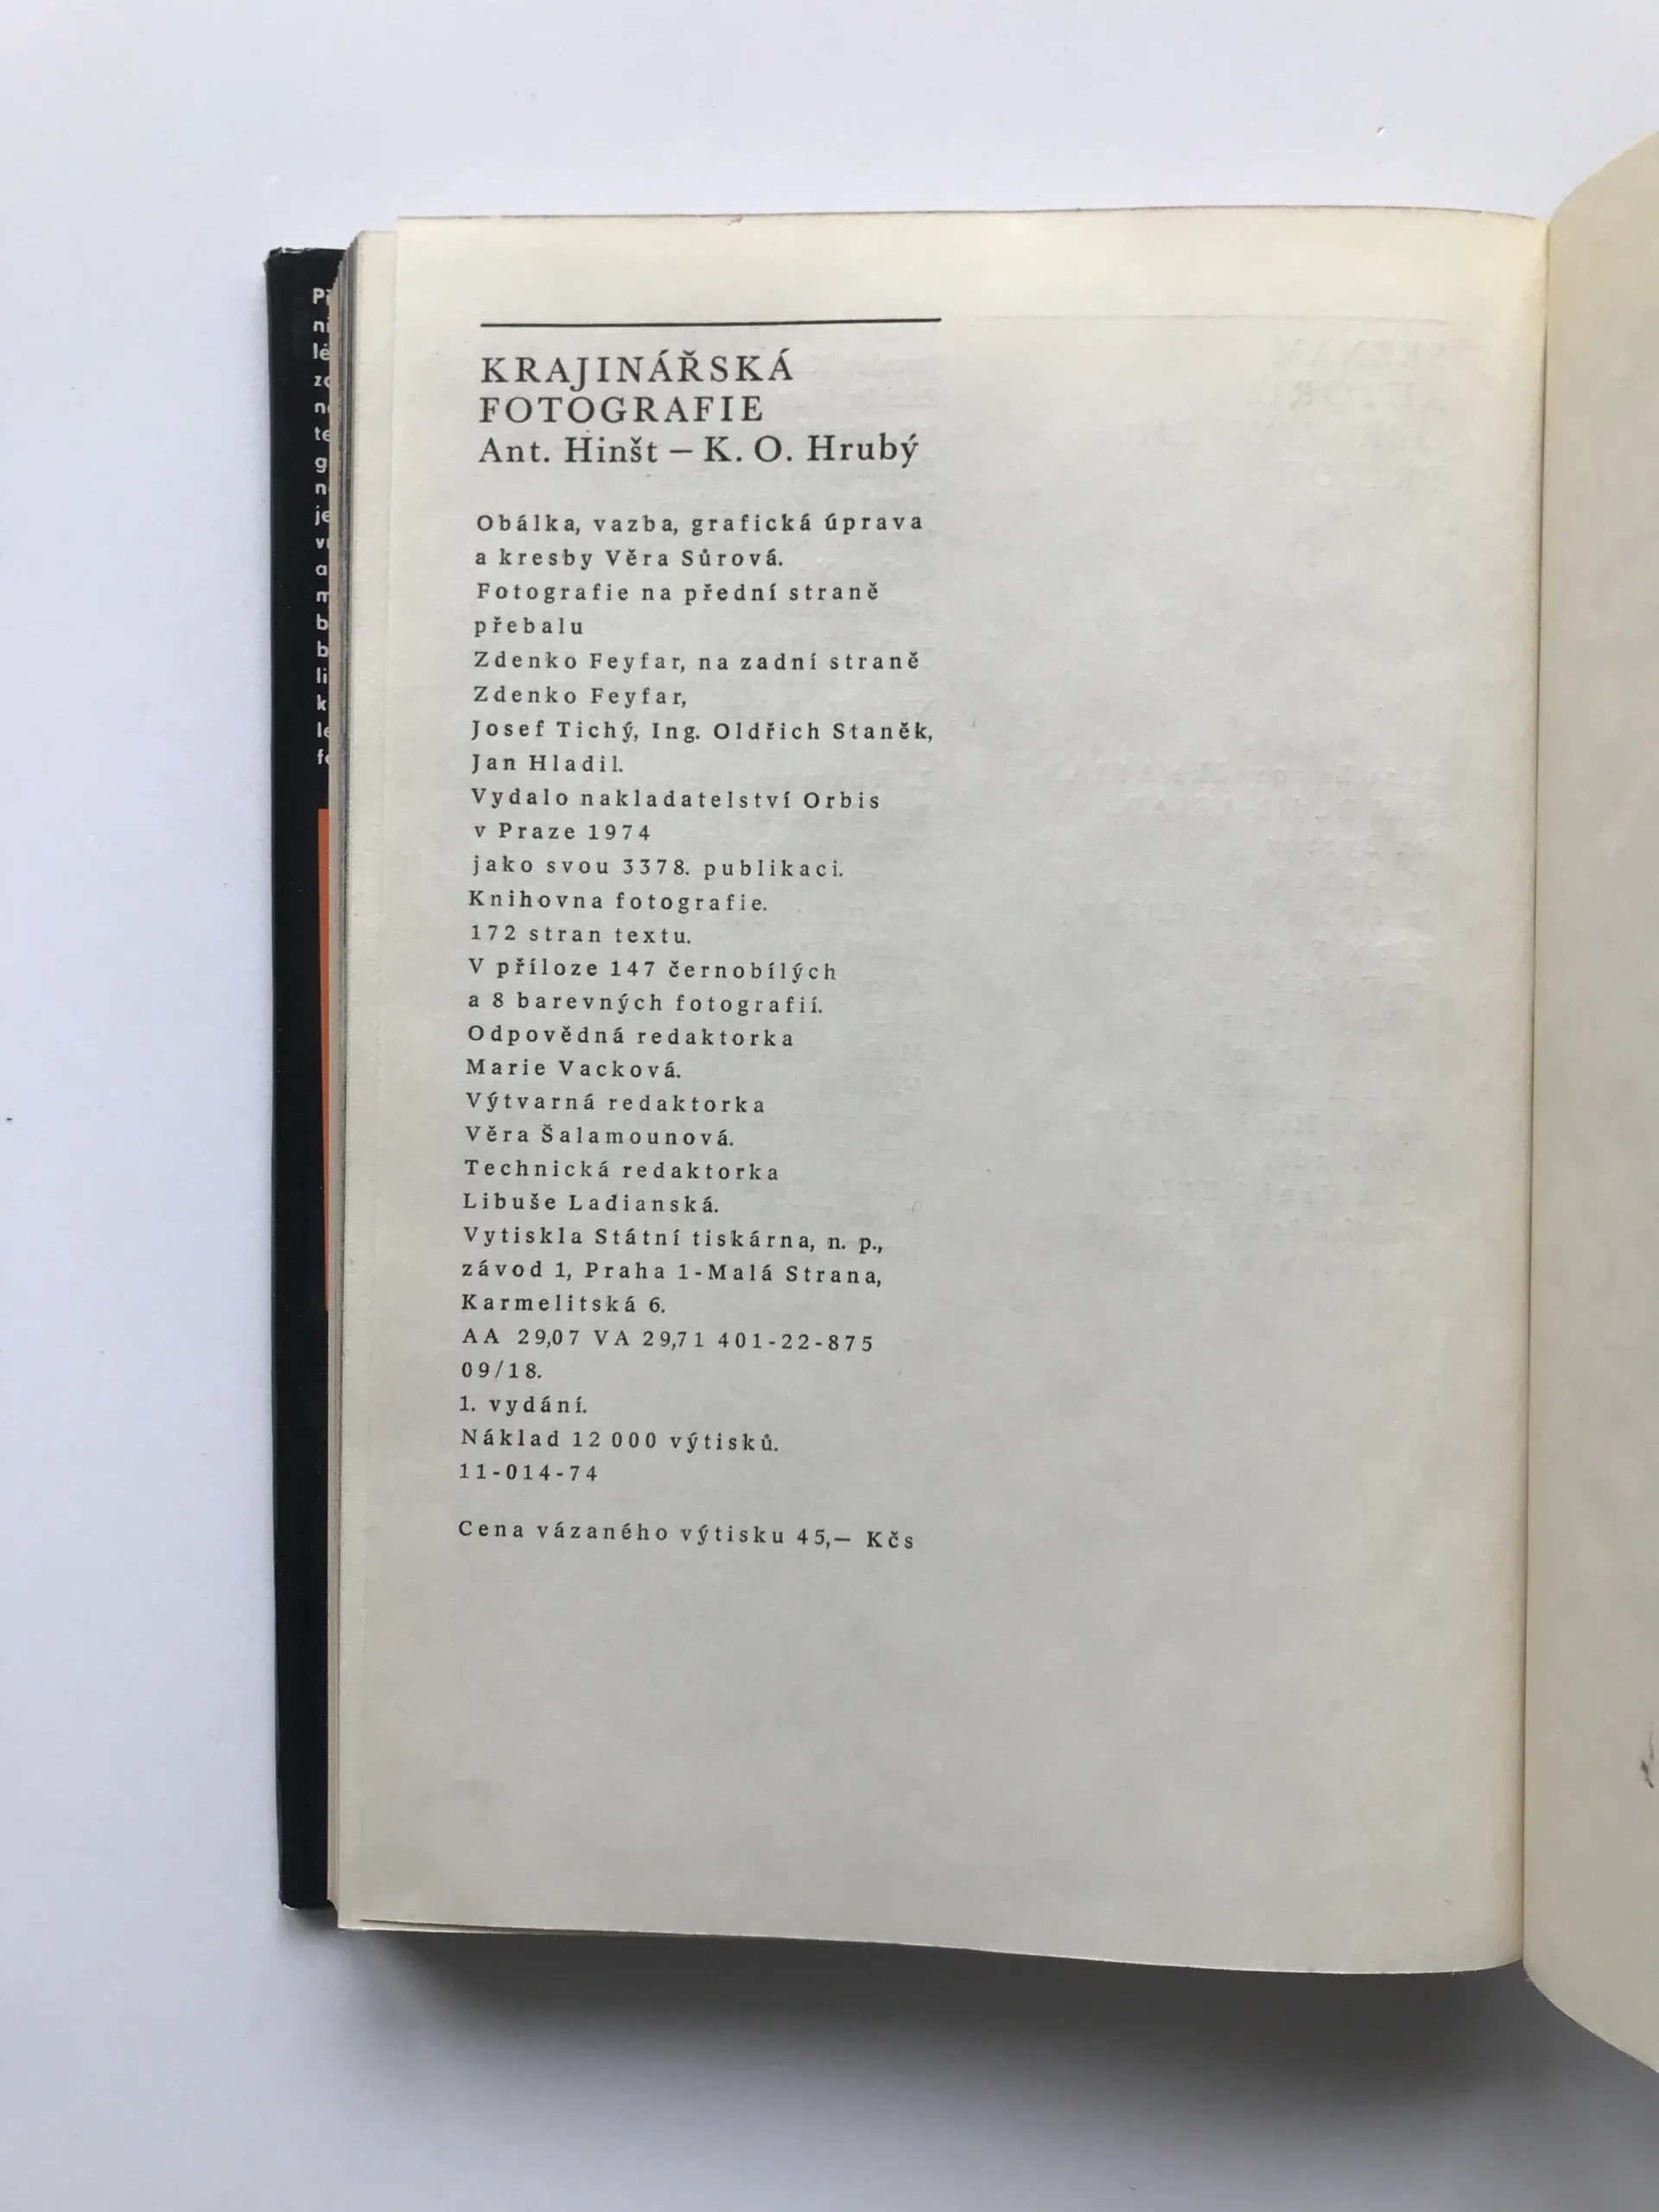 KRAJINÁŘSKÁ
FOTOGRAFIE
Ant. Hinšt – K. O. Hrubý
Obálka, vazba, grafická úprava
a kresby Věra Sůrová.
Fotografie na přední straně
přebalu
Zdenko Feyfar, na zadní straně
Zdenko Feyfar,
Josef Tichý, Ing. Oldřich Staněk,
Jan Hladil.
Vydalo nakladatelství Orbis
v Praze 1974
jako svou 3378. publikaci.
Knihovna fotografie.
172 stran textu.
V příloze 147 černobílých
a 8 barevných fotografií.
Odpovědná redaktorka
Marie Vacková.
Výtvarná redaktorka
Věra Šalamounová.
Technická redaktorka
Libuše Ladianská.
Vytiskla Státní tiskárna, n. p.,
závod 1, Praha 1-Malá Strana,
Karmelitská 6.
AA 29,07 VA 29,71 401-22-875
09/18.
1. vydání.
Náklad 12 000 výtisků.
11-014-74
Cena vázaného výtisku 45,— Kčs